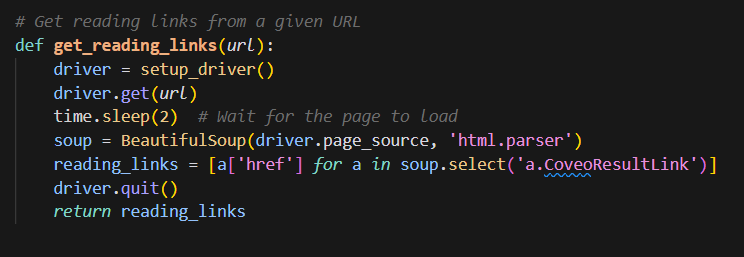 # Get reading links from a given URL
def get_reading_links(url):
    driver = setup_driver()
    driver.get(url)
    time.sleep(2)  # Wait for the page to load
    soup = BeautifulSoup(driver.page_source, 'html.parser')
    reading_links = [a['href'] for a in soup.select('a.CoveoResultLink')]
    driver.quit()
    return reading_links